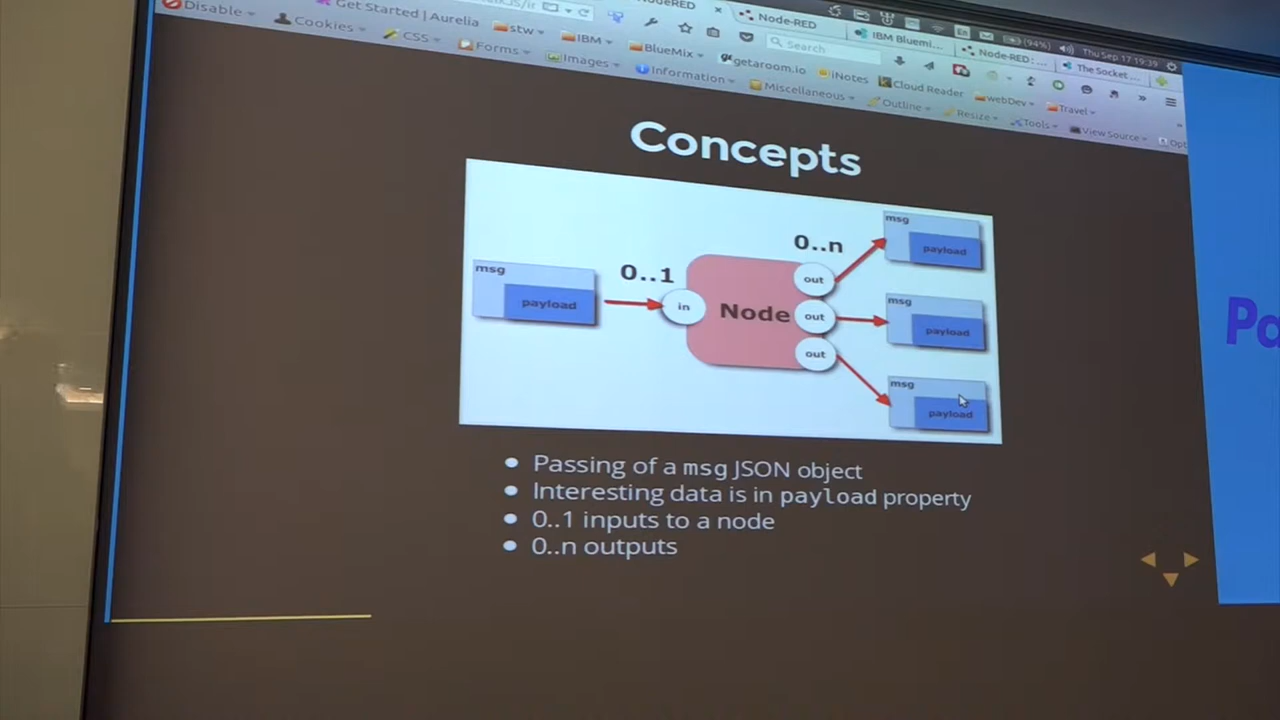 Disable
Get Started | Aurelia
Node-RED
IBM Bluemi...
Node-RED: ...
The Socket ...
(94%)
Thu Sep 17 19:39
Search
Cookies
CSS
stw
IBM
BlueMix
getaroom.io
iNotes
Cloud Reader
webDev
Travel
Forms
Images
Information
Miscellaneous
Outline
Resize
Tools
View Source
Concepts
msg
payload
0..1
in
Node
0..n
out
out
out
msg
payload
msg
payload
msg
payload
Passing of a msg JSON object
Interesting data is in payload property
0..1 inputs to a node
0..n outputs